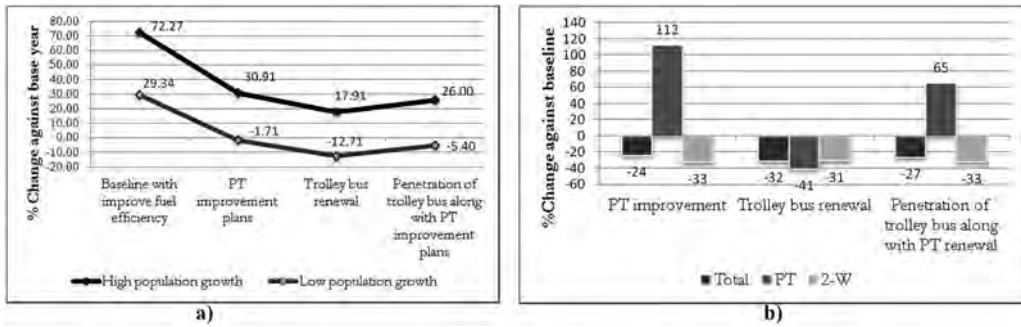 % Change against base year
80.00
70.00
60.00
50.00
40.00
30.00
20.00
10.00
0.00
-10.00
-20.00
72.27
29.34
30.91
-1.71
17.91
-12.71
26.00
-5.40
Baseline with
improve fuel
efficiency
PT
improvement
plans
Trolley bus
renewal
Penetration of
trolley bus along
with PT
improvement
plans
High population growth
Low population growth
a)
%Change against baseline
140
120
100
80
60
40
20
0
-20
-40
-60
-24
112
-33
-32
-41
-31
-27
65
-33
PT improvement
Trolley bus renewal
Penetration of
trolley bus along
with PT renewal
Total
PT
2-W
b)